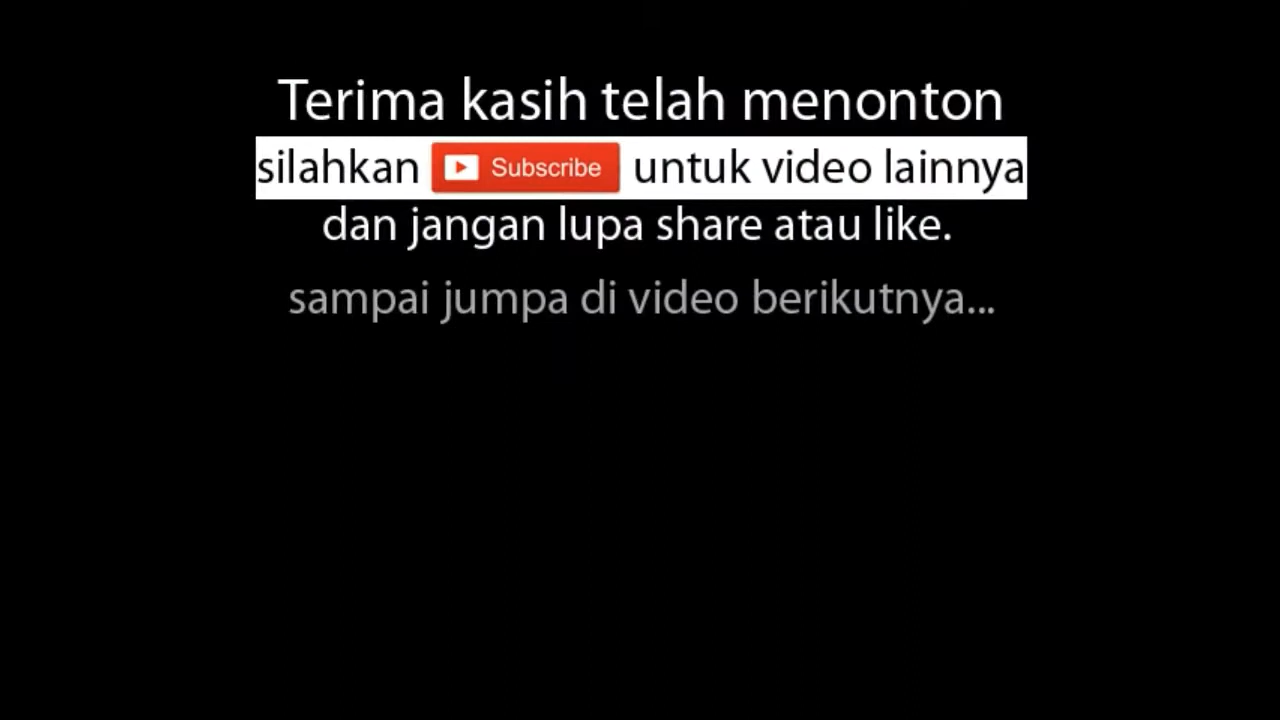 Terima kasih telah menonton
silahkan Subscribe untuk video lainnya
dan jangan lupa share atau like.
sampai jumpa di video berikutnya...